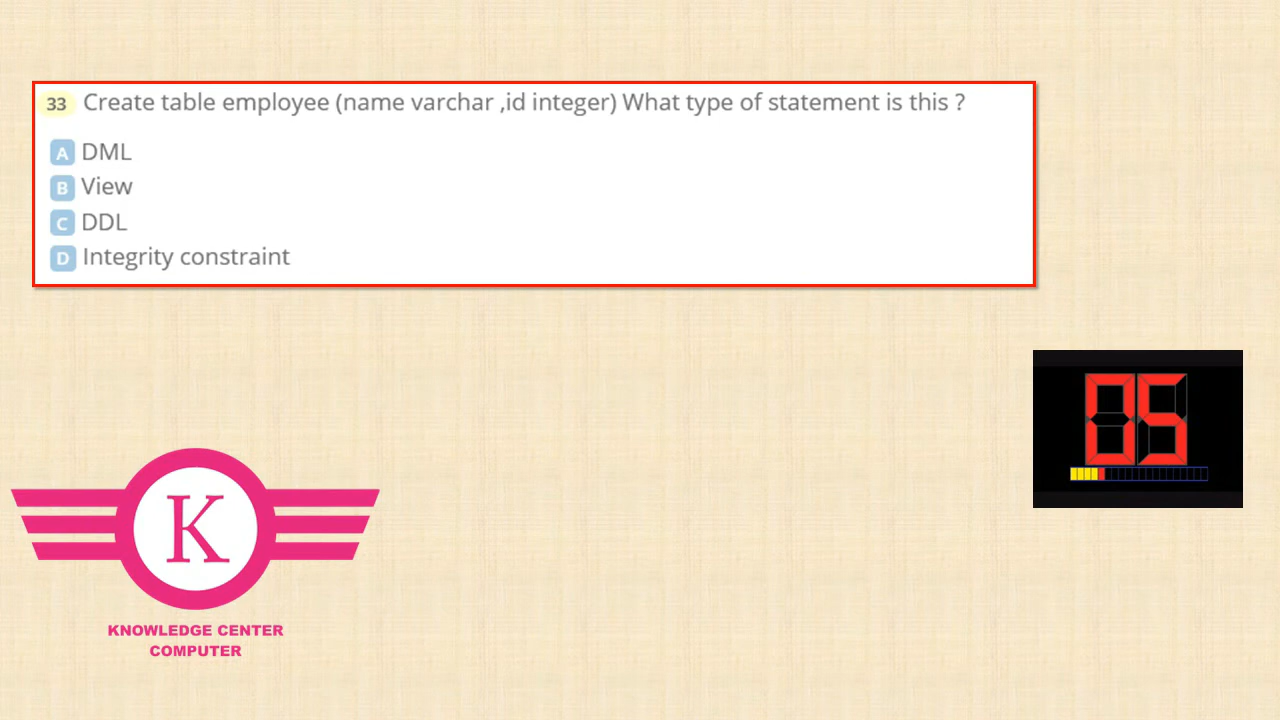 33 Create table employee (name varchar ,id integer) What type of statement is this ?
A DML
B View
C DDL
D Integrity constraint
05
K
KNOWLEDGE CENTER
COMPUTER